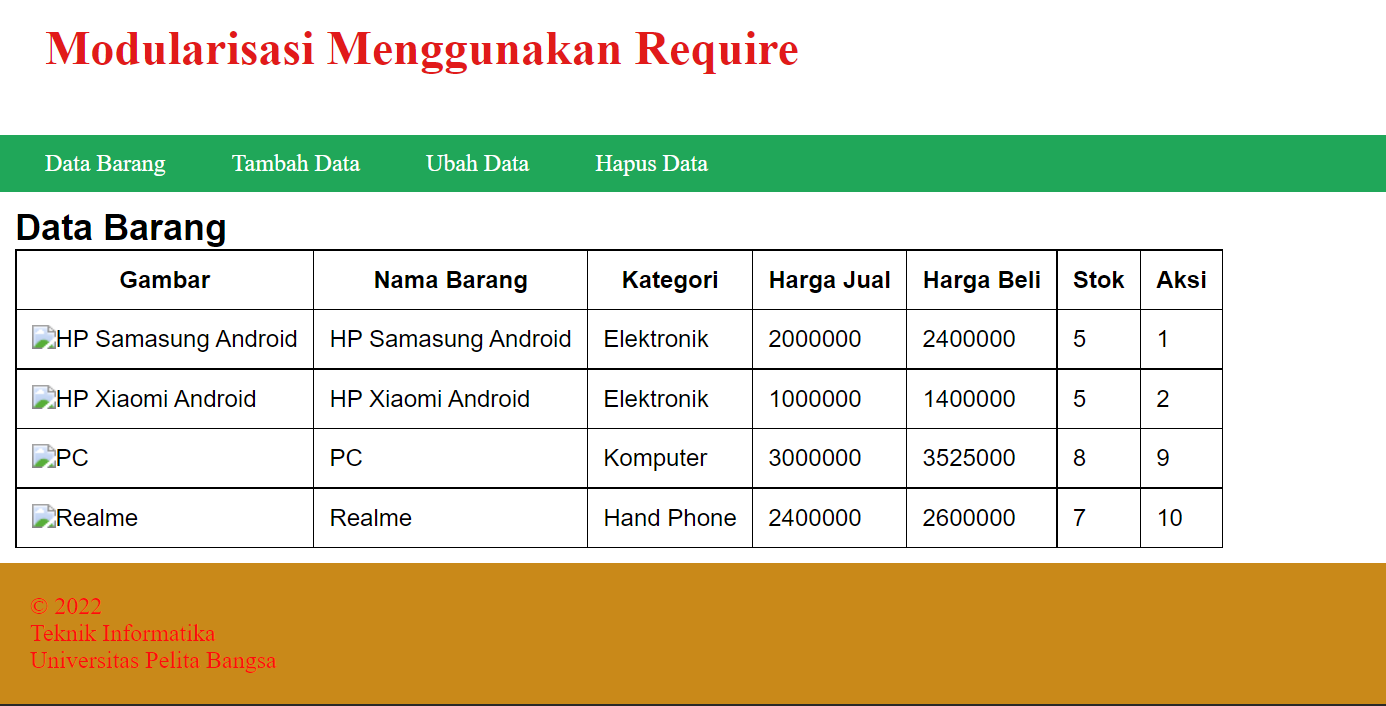 Modularisasi Menggunakan Require
Data Barang Tambah Data Ubah Data Hapus Data
Data Barang
Gambar Nama Barang Kategori Harga Jual Harga Beli Stok Aksi
HP Samasung Android HP Samasung Android Elektronik 2000000 2400000 5 1
HP Xiaomi Android HP Xiaomi Android Elektronik 1000000 1400000 5 2
PC PC Komputer 3000000 3525000 8 9
Realme Realme Hand Phone 2400000 2600000 7 10
© 2022
Teknik Informatika
Universitas Pelita Bangsa